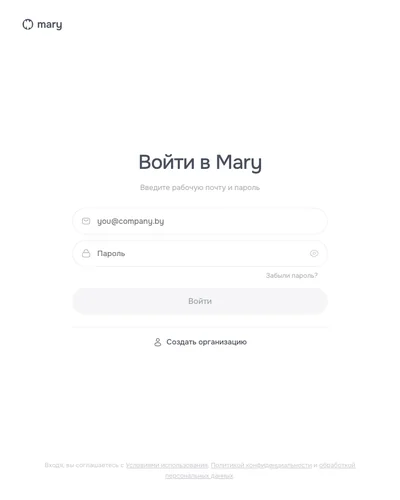 mary
Войти в Mary
Введите рабочую почту и пароль
you@company.by
Пароль
Забыли пароль?
Войти
Создать организацию
Входя, вы соглашаетесь с Условиями использования, Политикой конфиденциальности и обработкой
персональных данных